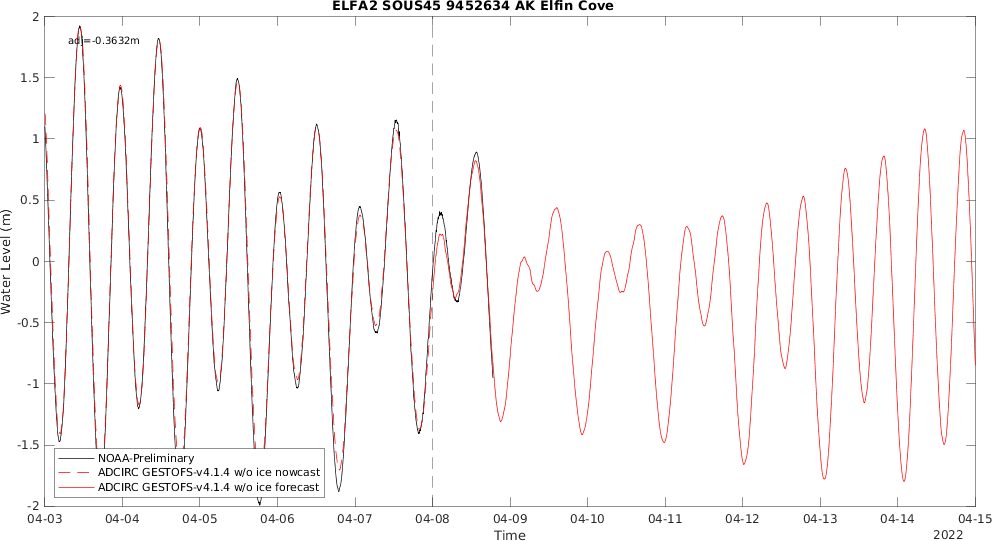 ELFA2 SOUS45 9452634 AK Elfin Cove
adj=-0.3632m
2
1.5
1
0.5
0
-0.5
-1
-1.5
-2
Water Level (m)
NOAA-Preliminary
ADCIRC GESTOFS-v4.1.4 w/o ice nowcast
ADCIRC GESTOFS-v4.1.4 w/o ice forecast
04-03 04-04 04-05 04-06 04-07 04-08 04-09 04-10 04-11 04-12 04-13 04-14 04-15
Time
2022